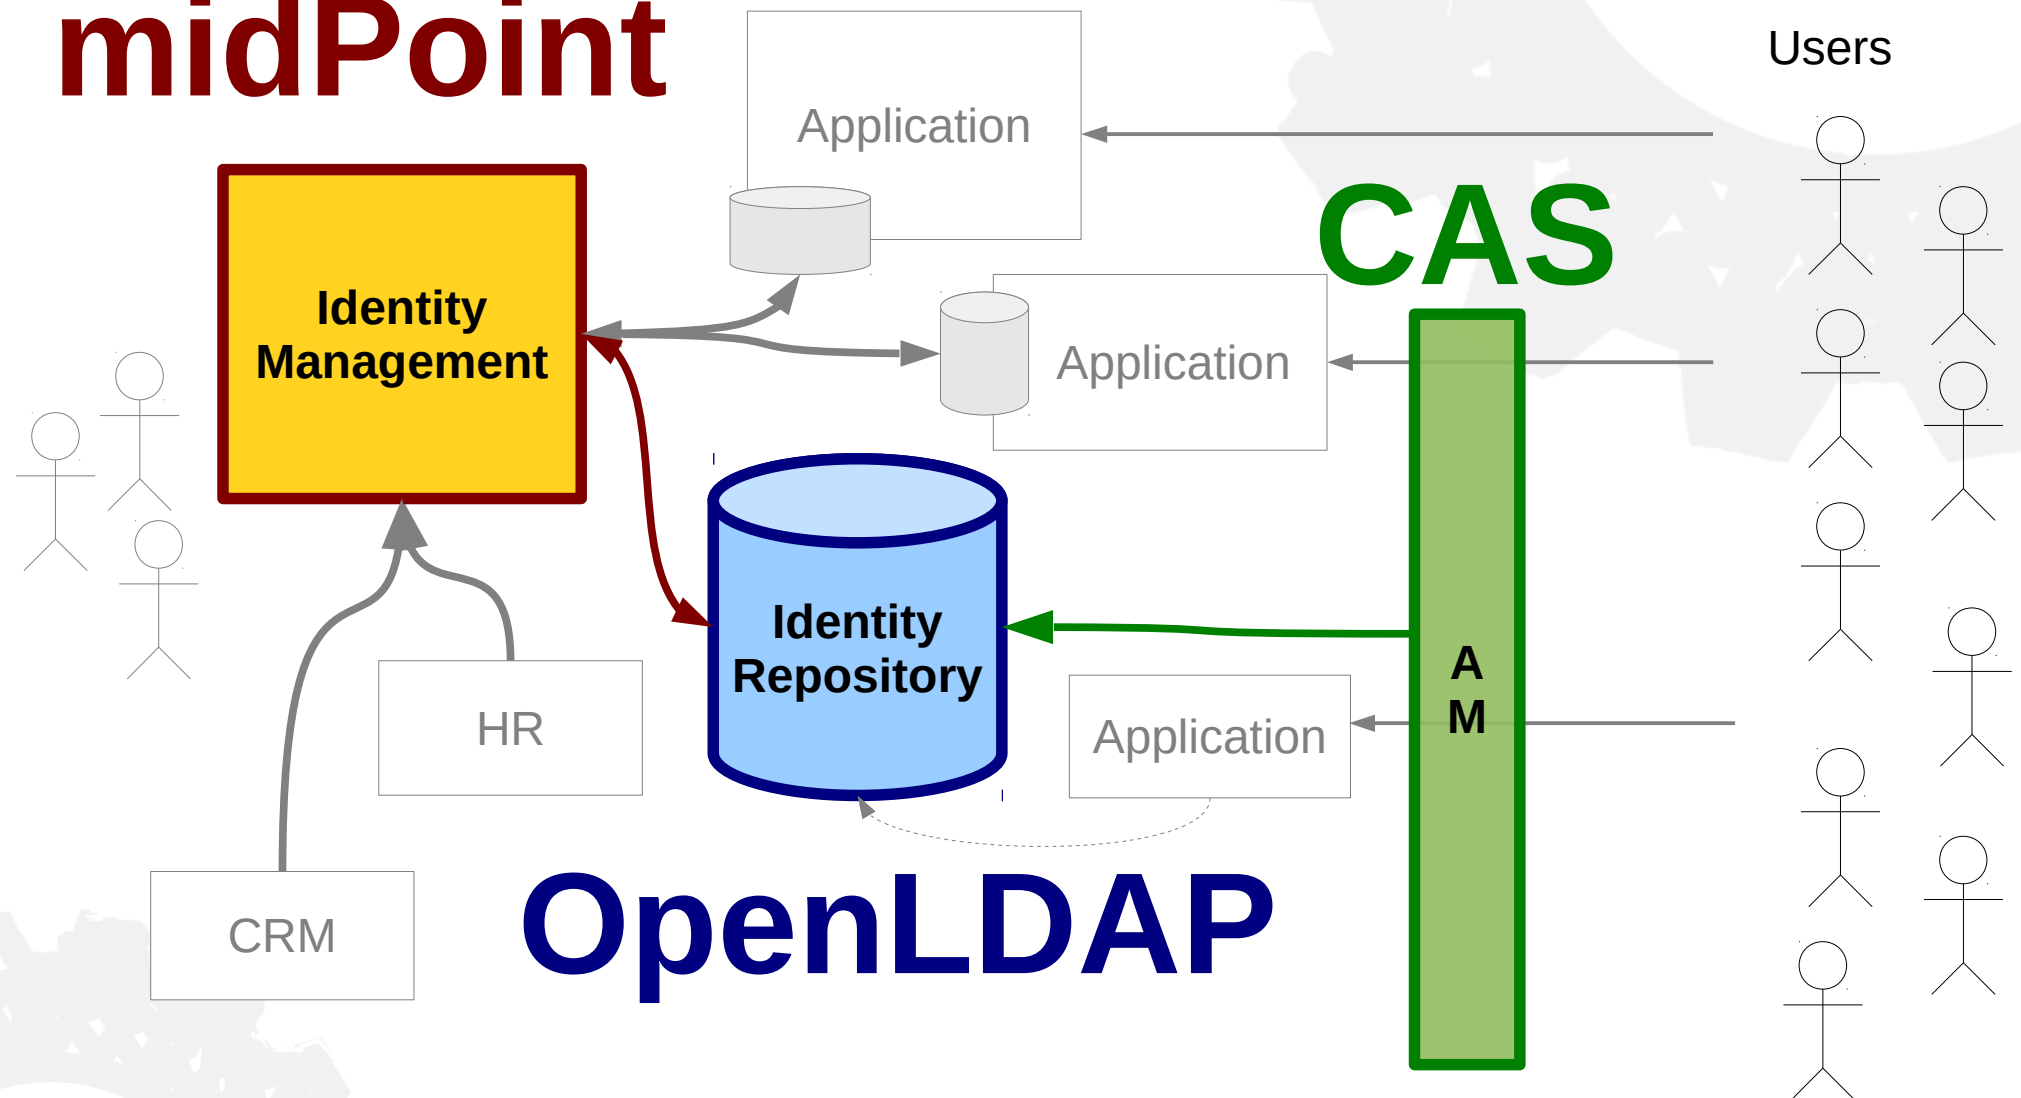 midPoint
Users
Application
CAS
Identity
Management
Application
Identity
Repository
A
M
HR
Application
OpenLDAP
CRM